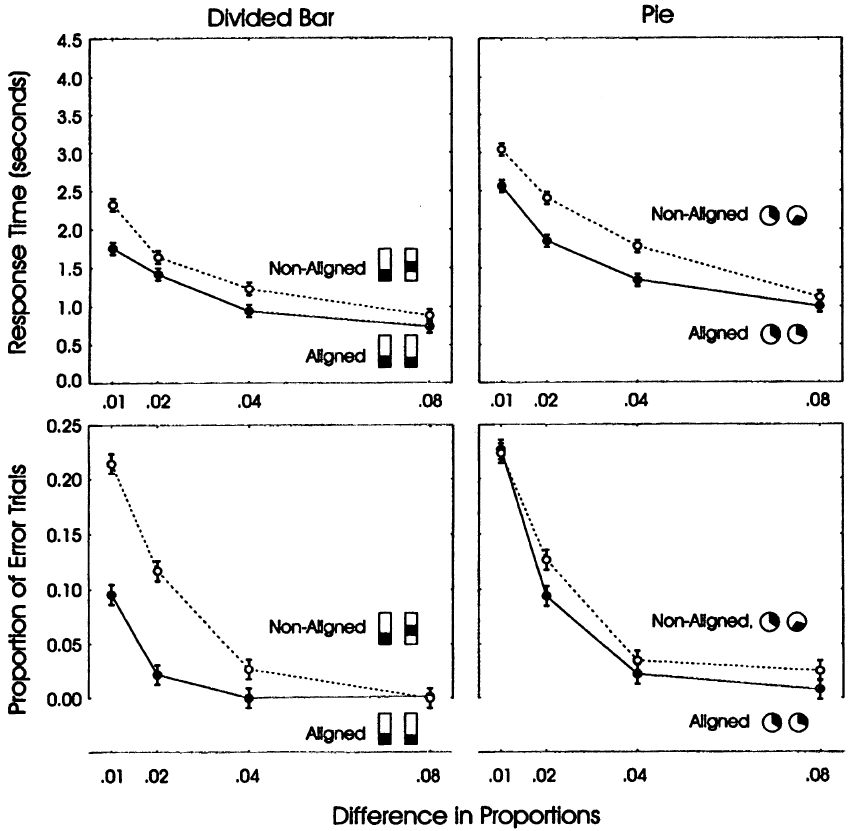 Divided Bar
Pie
Response Time (seconds)
4.5
4.0
3.5
3.0
2.5
2.0
1.5
1.0
0.5
0.0
Non-Aligned
Aligned
.01 .02 .04 .08
Non-Aligned
Aligned
.01 .02 .04 .08
Proportion of Error Trials
0.25
0.20
0.15
0.10
0.05
0.00
Non-Aligned
Aligned
.01 .02 .04 .08
Non-Aligned.
Aligned
.01 .02 .04 .08
Difference in Proportions